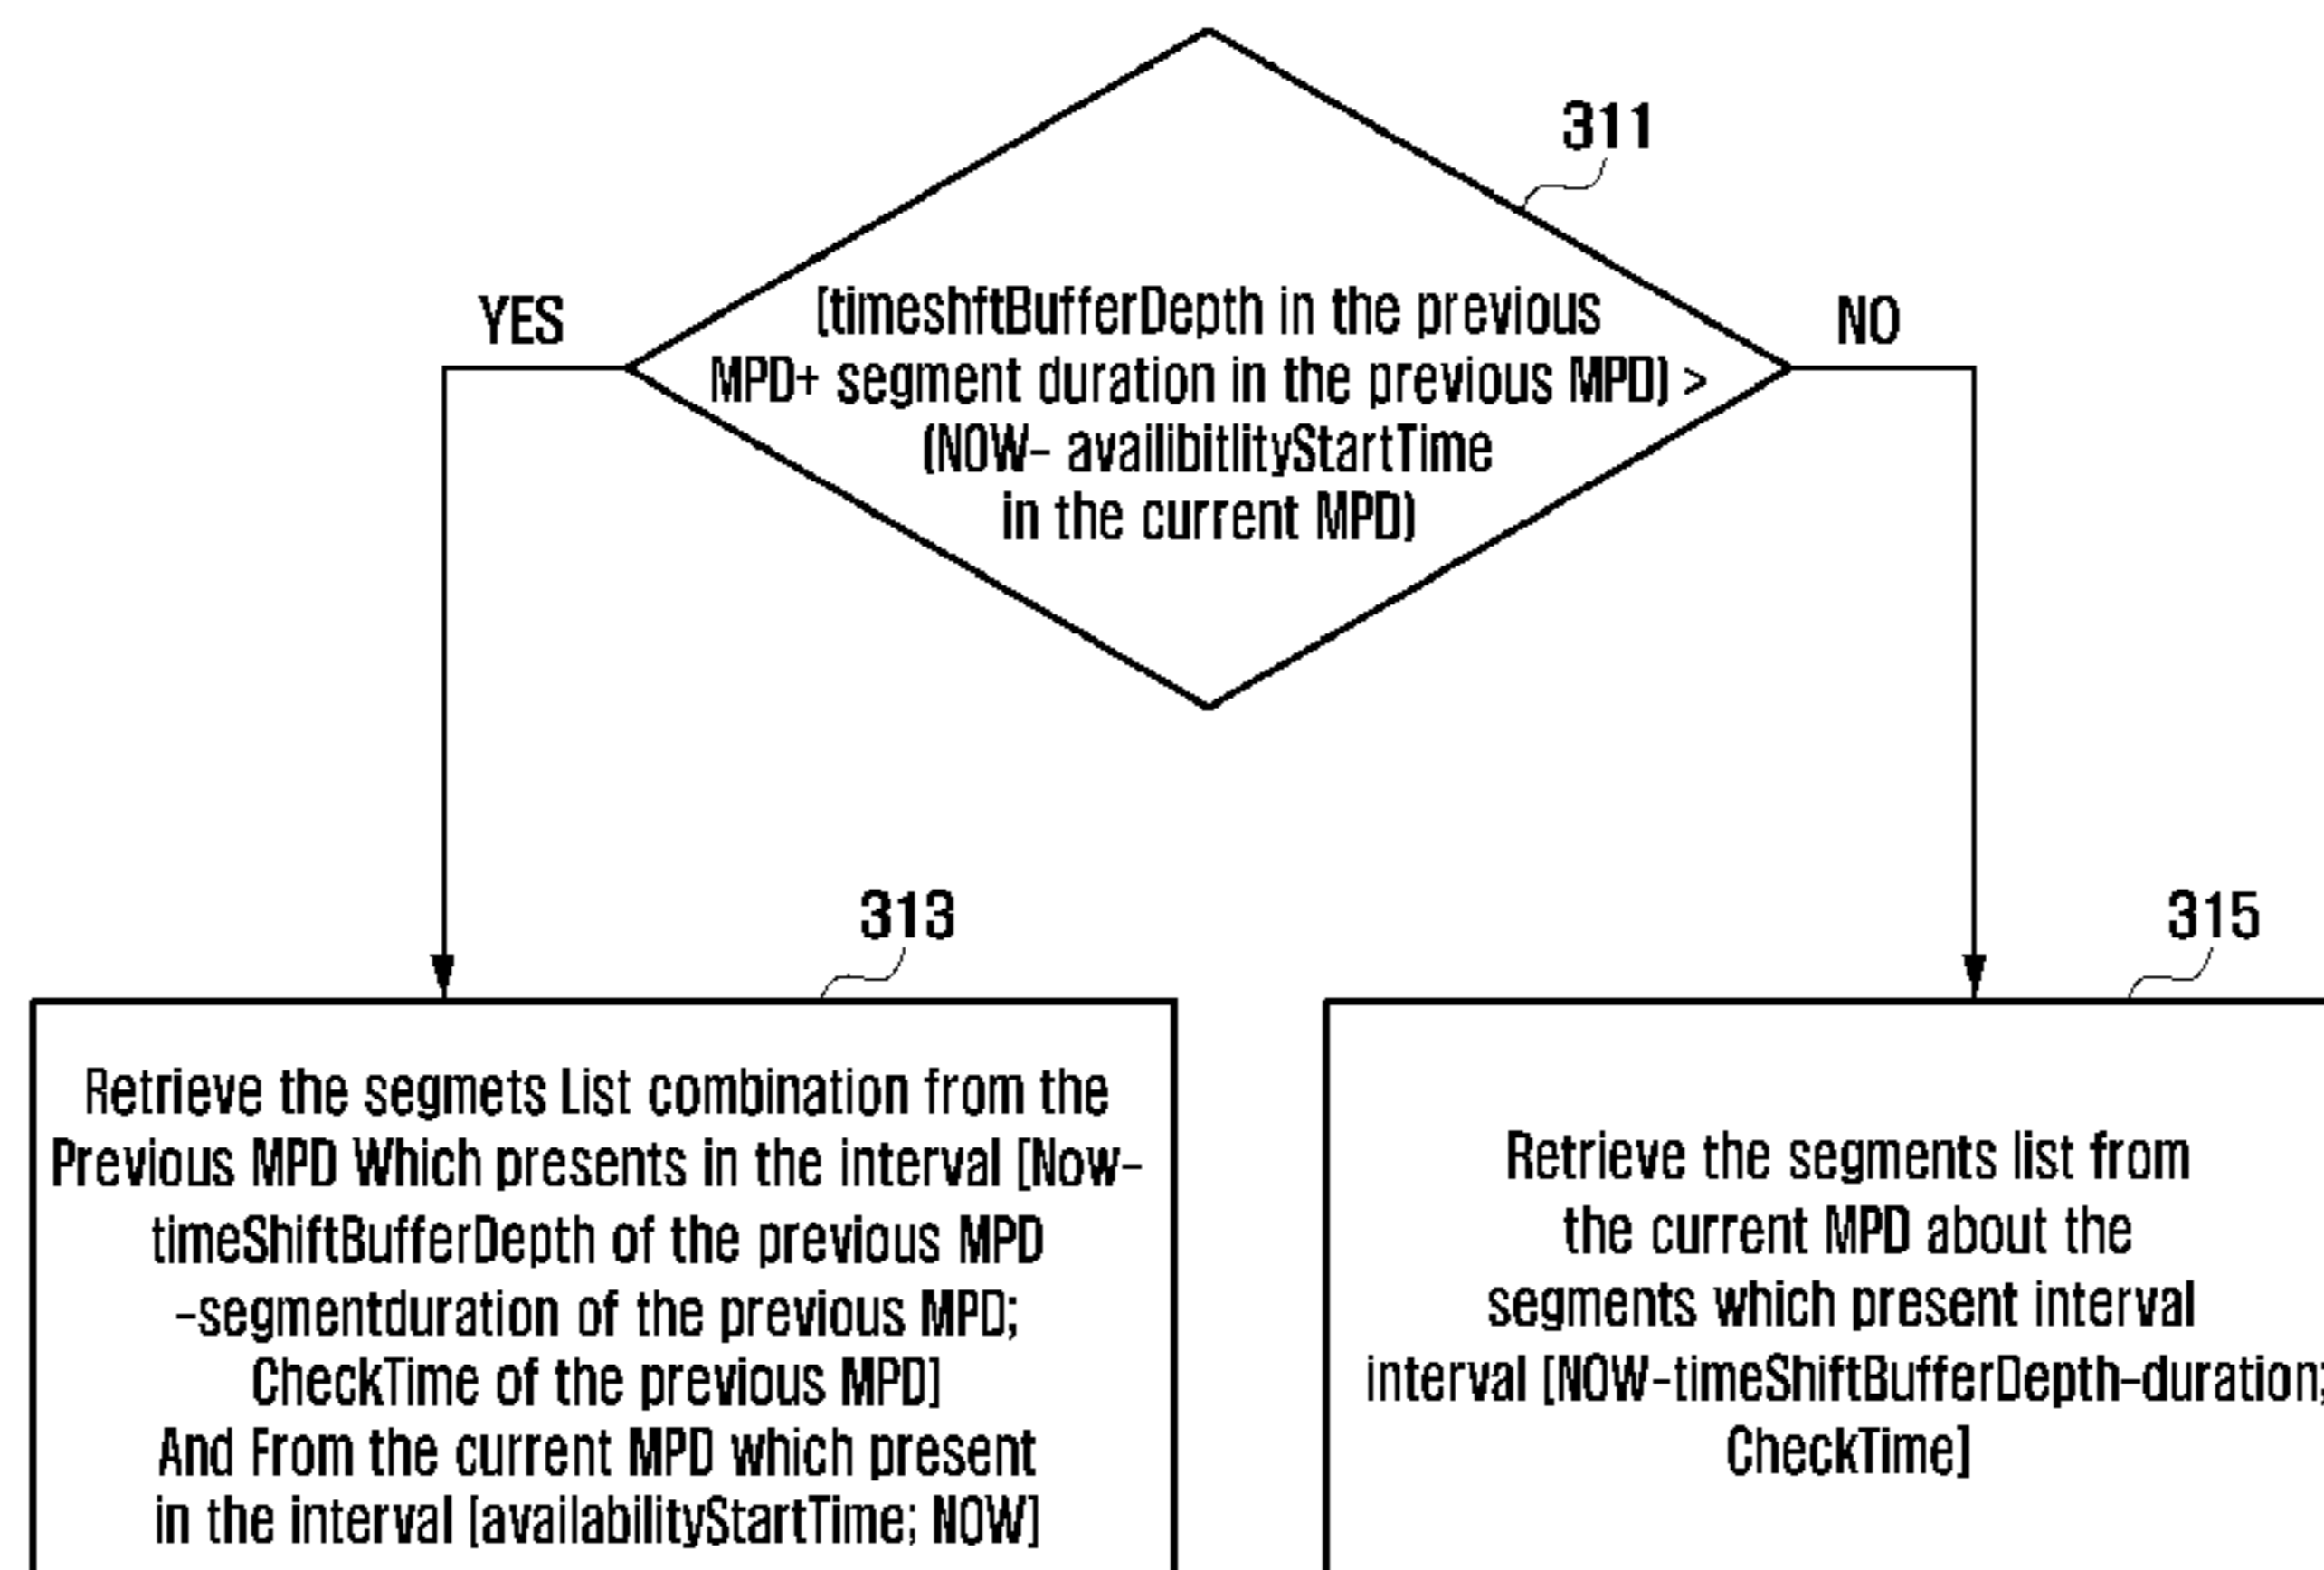 311
YES
NO
(timeshftBufferDepth in the previous
MPD+ segment duration in the previous MPD) >
(NOW- availibitlityStartTime
in the current MPD)
313
315
Retrieve the segmets List combination from the
Previous MPD Which presents in the interval [Now-
timeShiftBufferDepth of the previous MPD
-segmentduration of the previous MPD;
CheckTime of the previous MPD]
And From the current MPD which present
in the interval [availabilityStartTime; NOW]
Retrieve the segments list from
the current MPD about the
segments which present interval
interval [NOW-timeShiftBufferDepth-duration;
CheckTime]